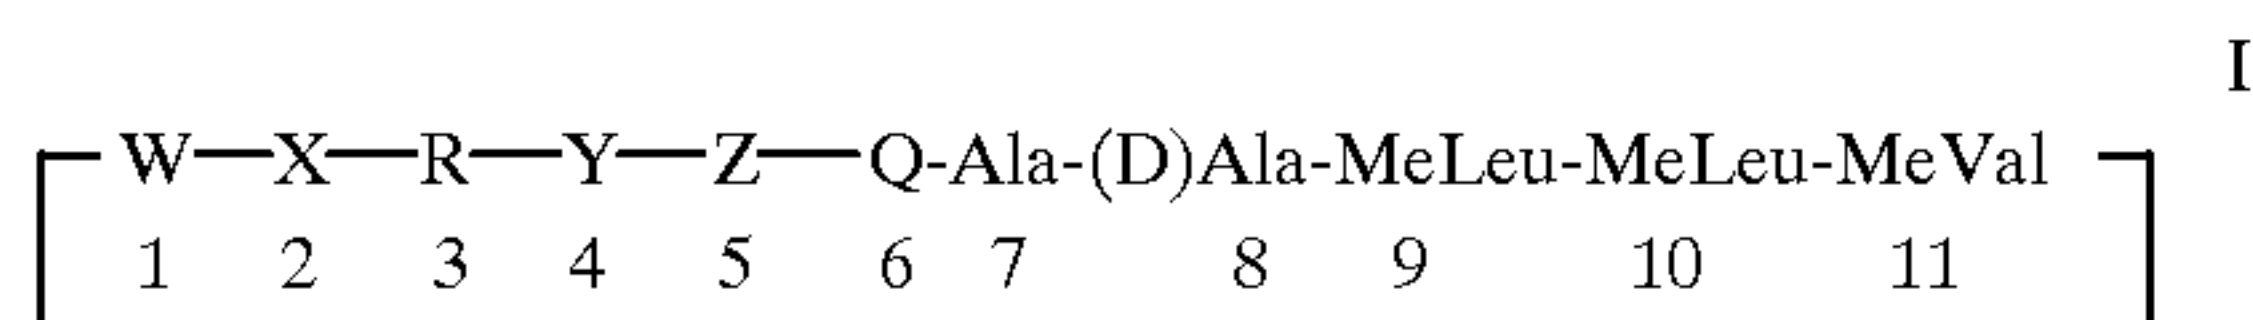 I
W—X—R—Y—Z—Q-Ala-(D)Ala-MeLeu-MeLeu-MeVal
1 2 3 4 5 6 7 8 9 10 11